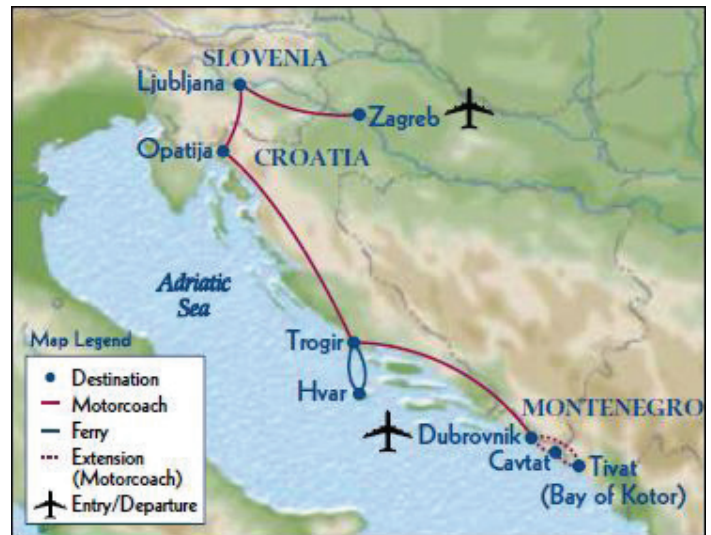 SLOVENIA
Ljubljana
Zagreb
Opatija
CROATIA
Adriatic
Sea
Trogir
Hvar
MONTENEGRO
Dubrovnik
Cavtat
Tivat
(Bay of Kotor)
Map Legend
Destination
Motorcoach
Ferry
Extension
(Motorcoach)
Entry/Departure